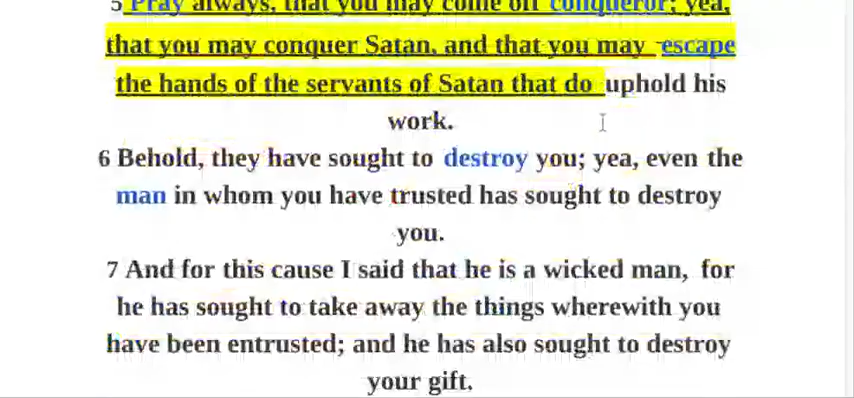 5 Pray always, that you may come off conqueror; yea,
that you may conquer Satan, and that you may escape
the hands of the servants of Satan that do uphold his
work.
6 Behold, they have sought to destroy you; yea, even the
man in whom you have trusted has sought to destroy
you.
7 And for this cause I said that he is a wicked man, for
he has sought to take away the things wherewith you
have been entrusted; and he has also sought to destroy
your gift.